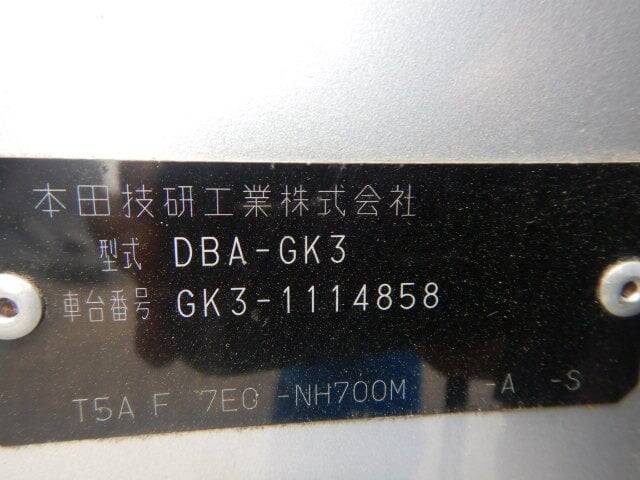 本田技研工業株式会社
型式 DBA-GK3
車台番号 GK3-1114858
T5A F 7EG -NH700M -A -S